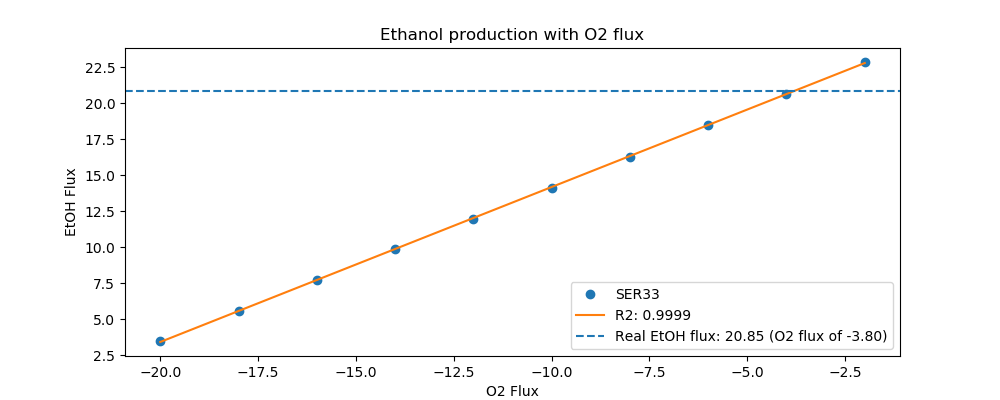 Ethanol production with O2 flux
22.5
20.0
17.5
15.0
12.5
10.0
7.5
5.0
2.5
EtOH Flux
SER33
R2: 0.9999
Real EtOH flux: 20.85 (O2 flux of -3.80)
−20.0 −17.5 −15.0 −12.5 −10.0 −7.5 −5.0 −2.5
O2 Flux